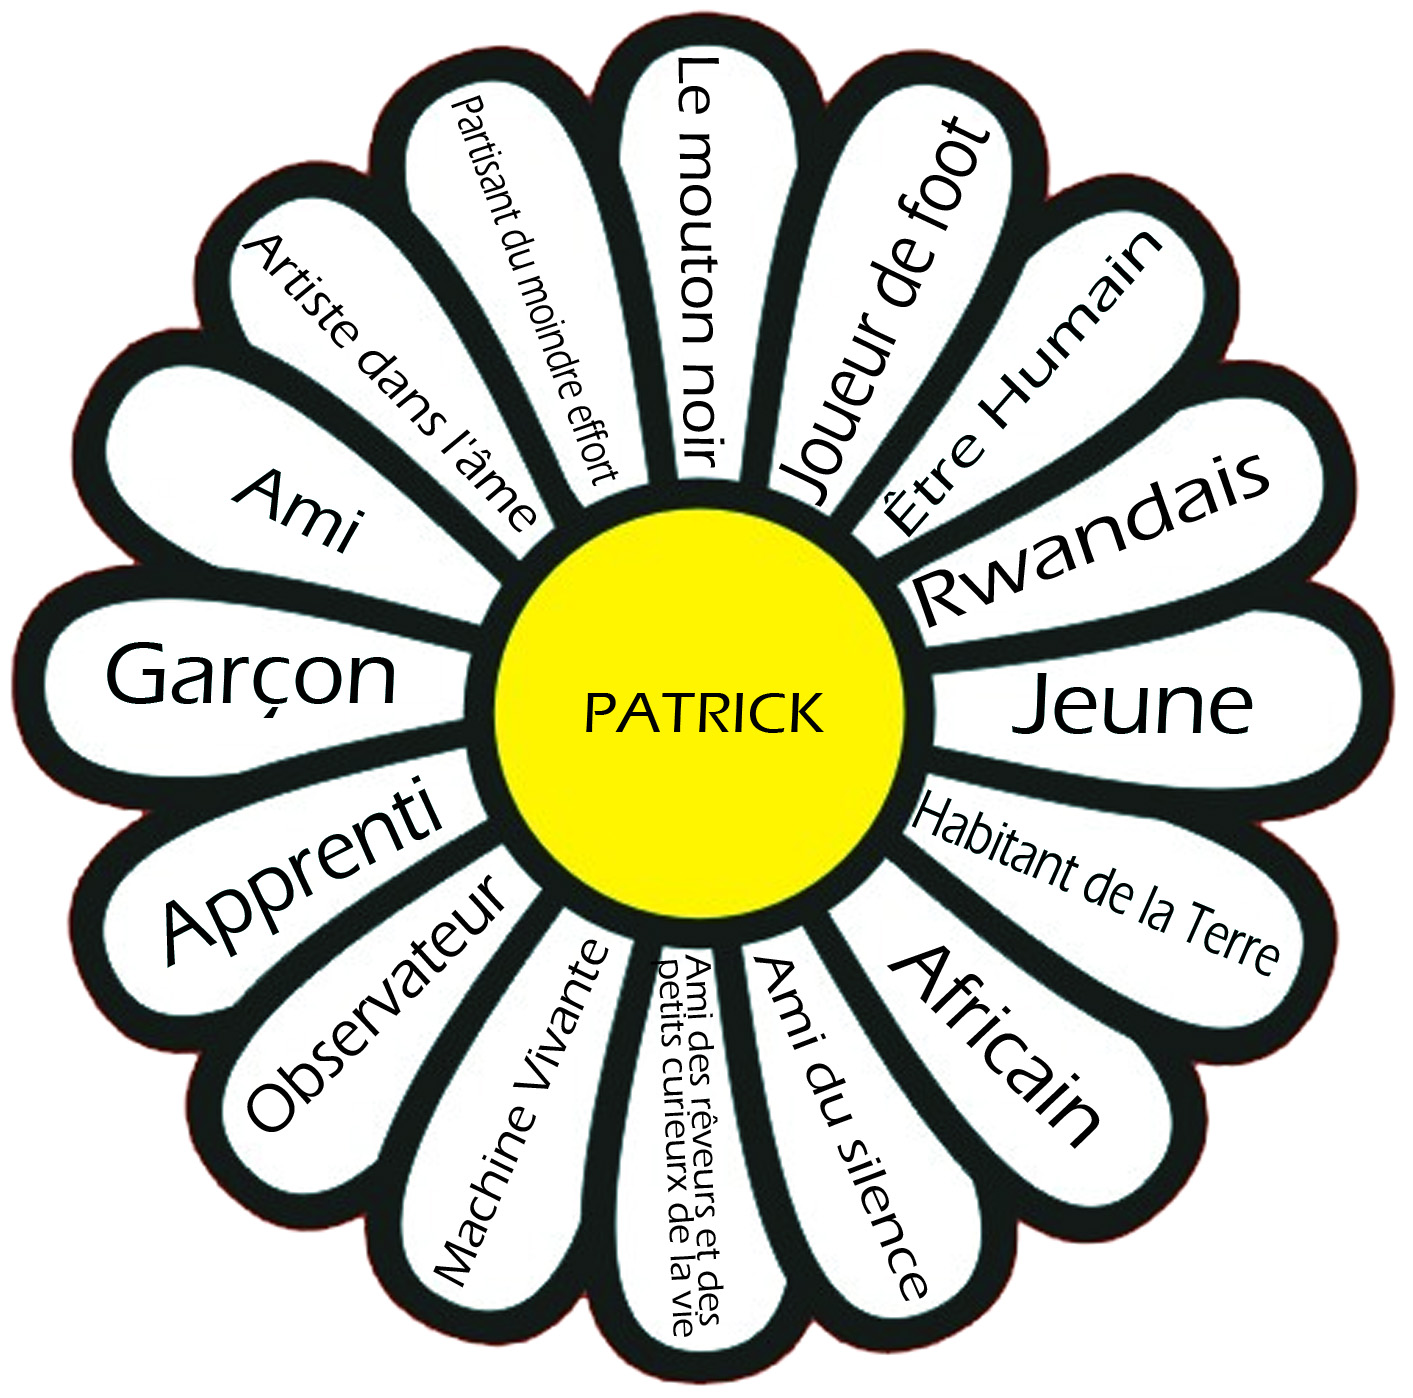 Le mouton noir
Joueur de foot
Être Humain
Rwandais
Jeune
Habitant de la Terre
Africain
Ami du silence
Ami des rêveurs et des
petits curieurx de la vie
Machine Vivante
Observateur
Apprenti
Garçon
Ami
Artiste dans l'âme
Partisant du moindre effort
PATRICK